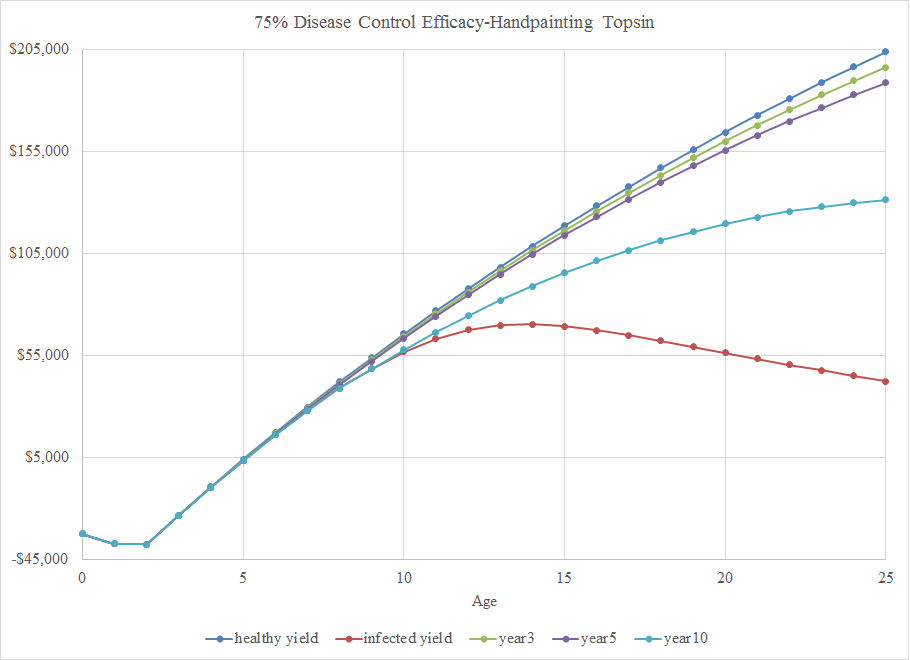 75% Disease Control Efficacy-Handpainting Topsin
$205,000
$155,000
$105,000
$55,000
$5,000
-$45,000
0 5 10 15 20 25
Age
healthy yield infected yield year3 year5 year10